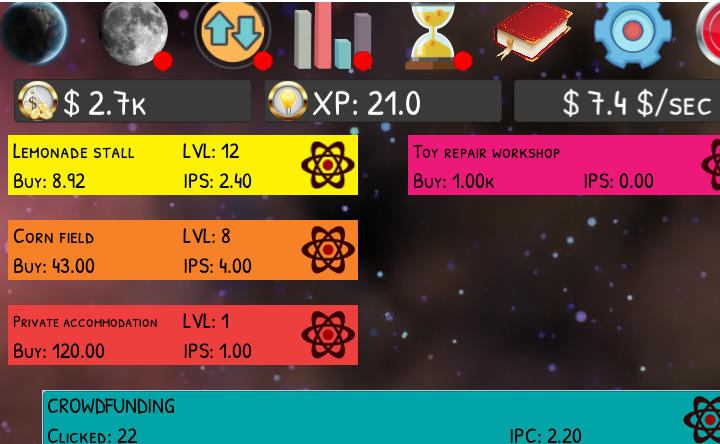 $ 2.7K
XP: 21.0
$ 7.4 $/SEC
LEMONADE STALL LVL: 12
BUY: 8.92 IPS: 2.40
TOY REPAIR WORKSHOP
BUY: 1.00K IPS: 0.00
CORN FIELD LVL: 8
BUY: 43.00 IPS: 4.00
PRIVATE ACCOMMODATION LVL: 1
BUY: 120.00 IPS: 1.00
CROWDFUNDING
CLICKED: 22 IPC: 2.20